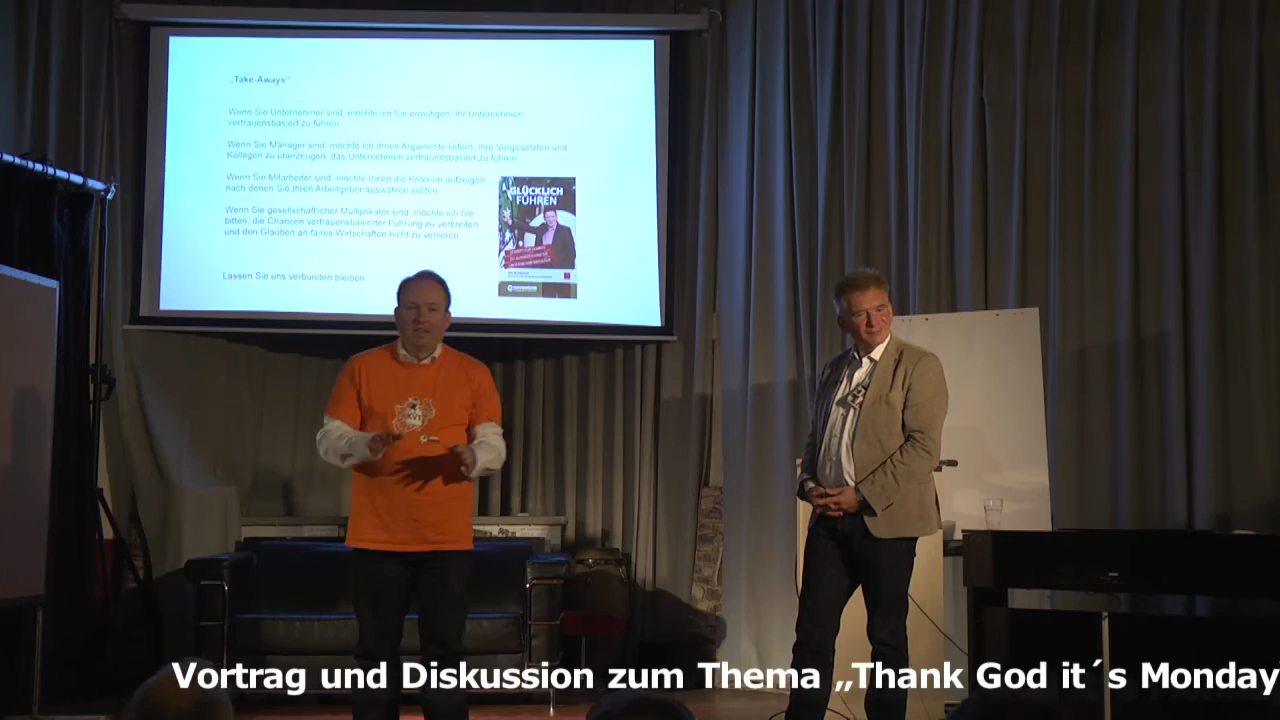 „Take-Aways“
Wenn Sie Unternehmer sind, möchte ich Sie ermutigen, Ihr Unternehmen
vertrauensbasiert zu führen.
Wenn Sie Manager sind, möchte ich Ihnen Argumente liefern, Ihre Vorgesetzten und
Kollegen zu überzeugen, das Unternehmen vertrauensbasiert zu führen.
Wenn Sie Mitarbeiter sind, möchte Ihnen die Kriterien aufzeigen,
nach denen Sie Ihren Arbeitgeber auswählen sollten.
Wenn Sie gesellschaftlicher Multiplikator sind, möchte ich Sie
bitten, die Chancen vertrauensbasierter Führung zu verbreiten
und den Glauben an faires Wirtschaften nicht zu verlieren.
Lassen Sie uns verbunden bleiben
GLÜCKLICH
FÜHREN
KVT
Vortrag und Diskussion zum Thema „Thank God it´s Monday